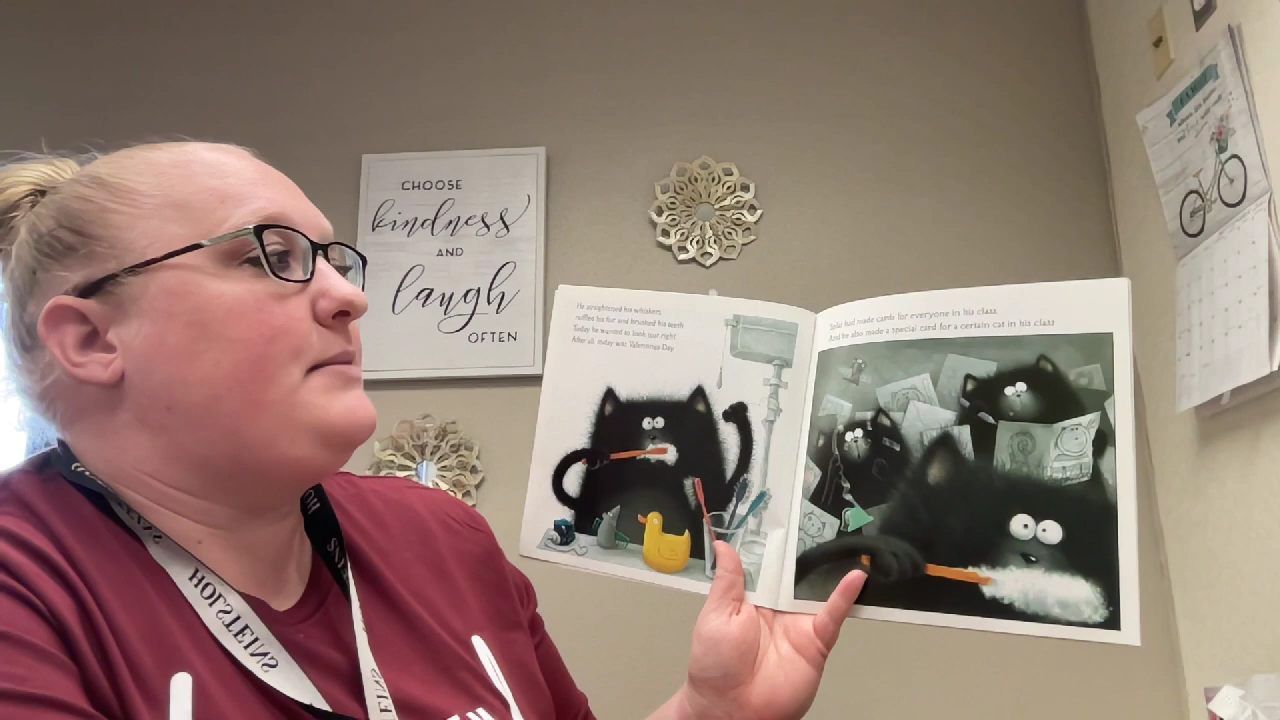 CHOOSE
kindness
AND
laugh
OFTEN
He straightened his whiskers,
ruffled his fur and brushed his teeth.
Today he wanted to look just right.
After all, today was Valentine's Day.
Splat had made cards for everyone in his class.
And he also made a special card for a certain cat in his class.
HOLSTEINS